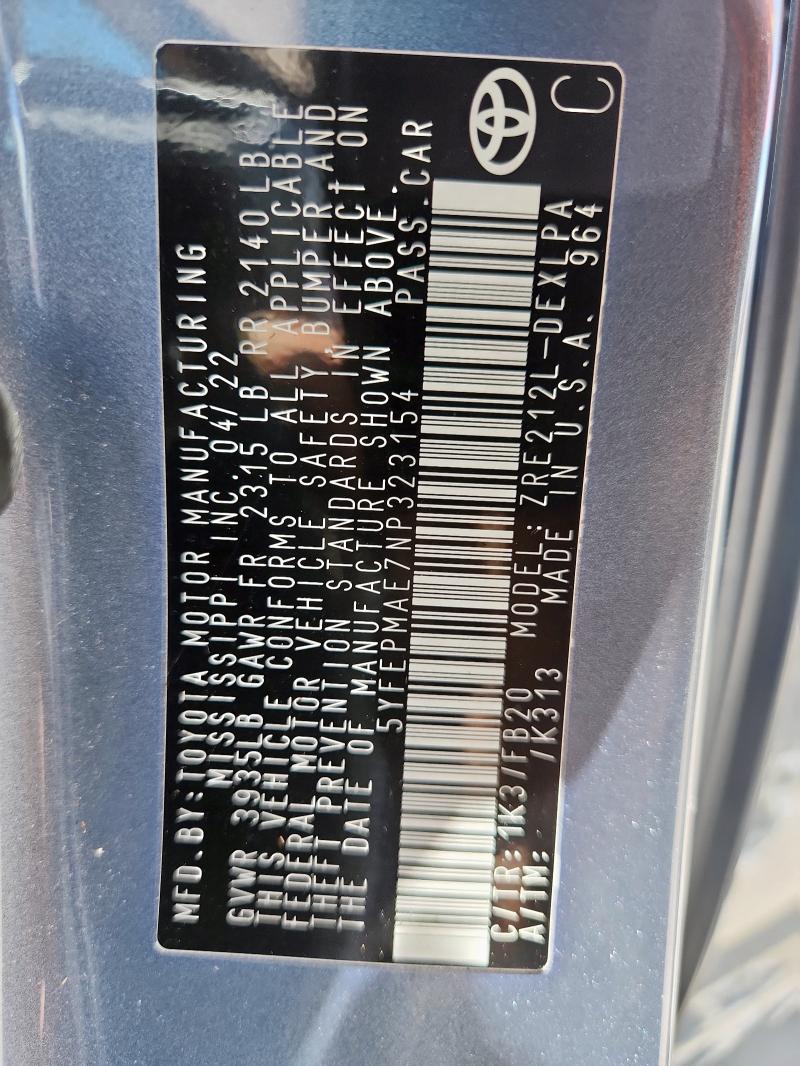 MFD.BY:TOYOTA MOTOR MANUFACTURING
MISSISSIPPI INC. 04/22
GVWR 3935LB GAWR FR 2315 LB RR 2140LB
THIS VEHICLE CONFORMS TO ALL APPLICABLE
FEDERAL MOTOR VEHICLE SAFETY, BUMPER AND
THEFT PREVENTION STANDARDS IN EFFECT ON
THE DATE OF MANUFACTURE SHOWN ABOVE.
5YFEPMAE7NP323154 PASS.CAR
C/TR: 1K3/FB20 MODEL: ZRE212L-DEXLPA
A/TM: /K313 MADE IN U.S.A. 964
C